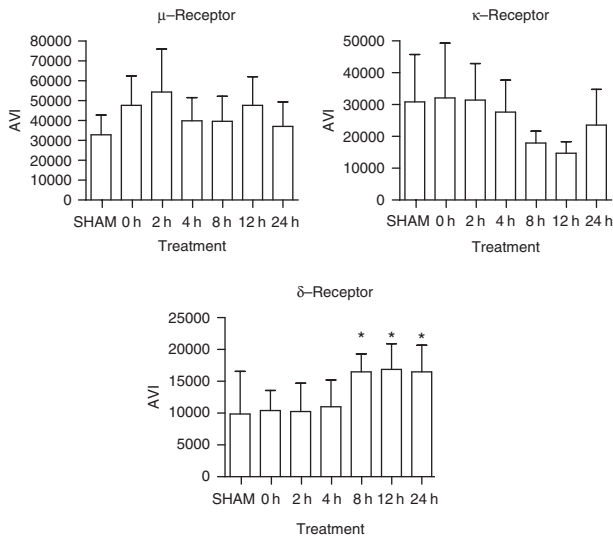 μ–Receptor
80000
70000
60000
50000
40000
30000
20000
10000
0
AVI
SHAM 0 h 2 h 4 h 8 h 12 h 24 h
Treatment
κ–Receptor
50000
40000
30000
20000
10000
0
AVI
SHAM 0 h 2 h 4 h 8 h 12 h 24 h
Treatment
δ–Receptor
25000
20000
15000
10000
5000
0
AVI
* * *
SHAM 0 h 2 h 4 h 8 h 12 h 24 h
Treatment